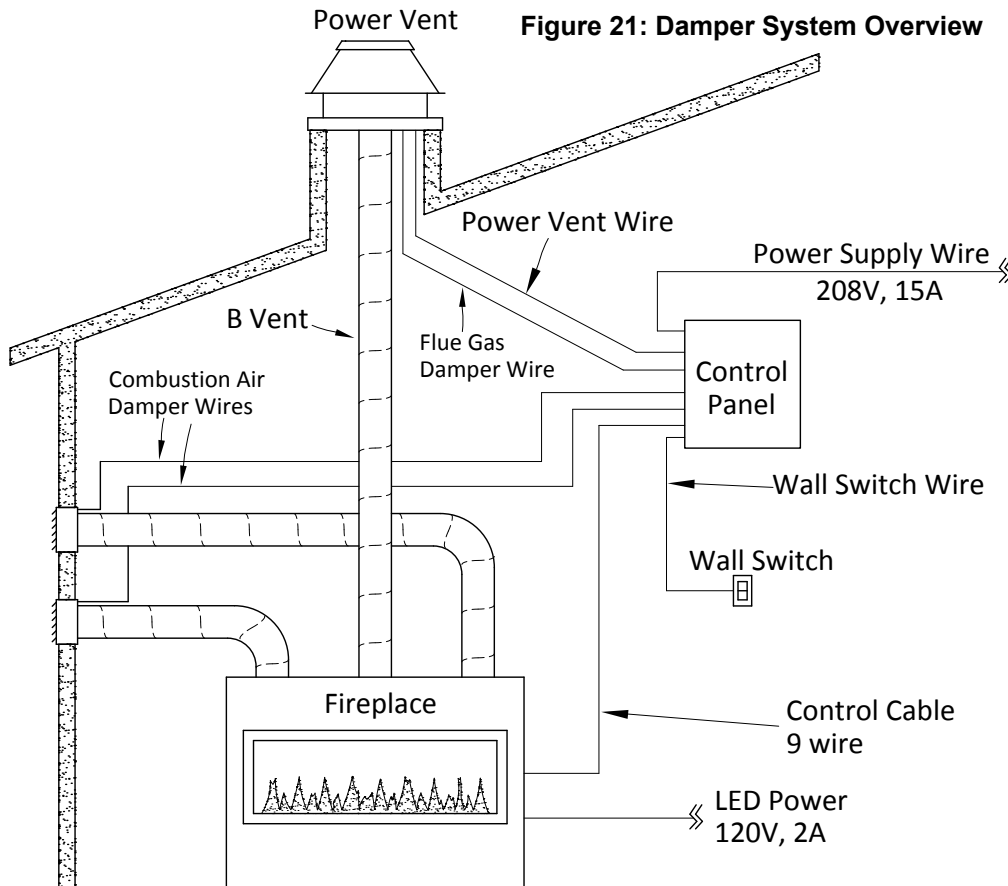 Power Vent
Figure 21: Damper System Overview
Power Vent Wire
Power Supply Wire
208V, 15A
B Vent
Flue Gas
Damper Wire
Control
Panel
Combustion Air
Damper Wires
Wall Switch Wire
Wall Switch
Fireplace
Control Cable
9 wire
LED Power
120V, 2A